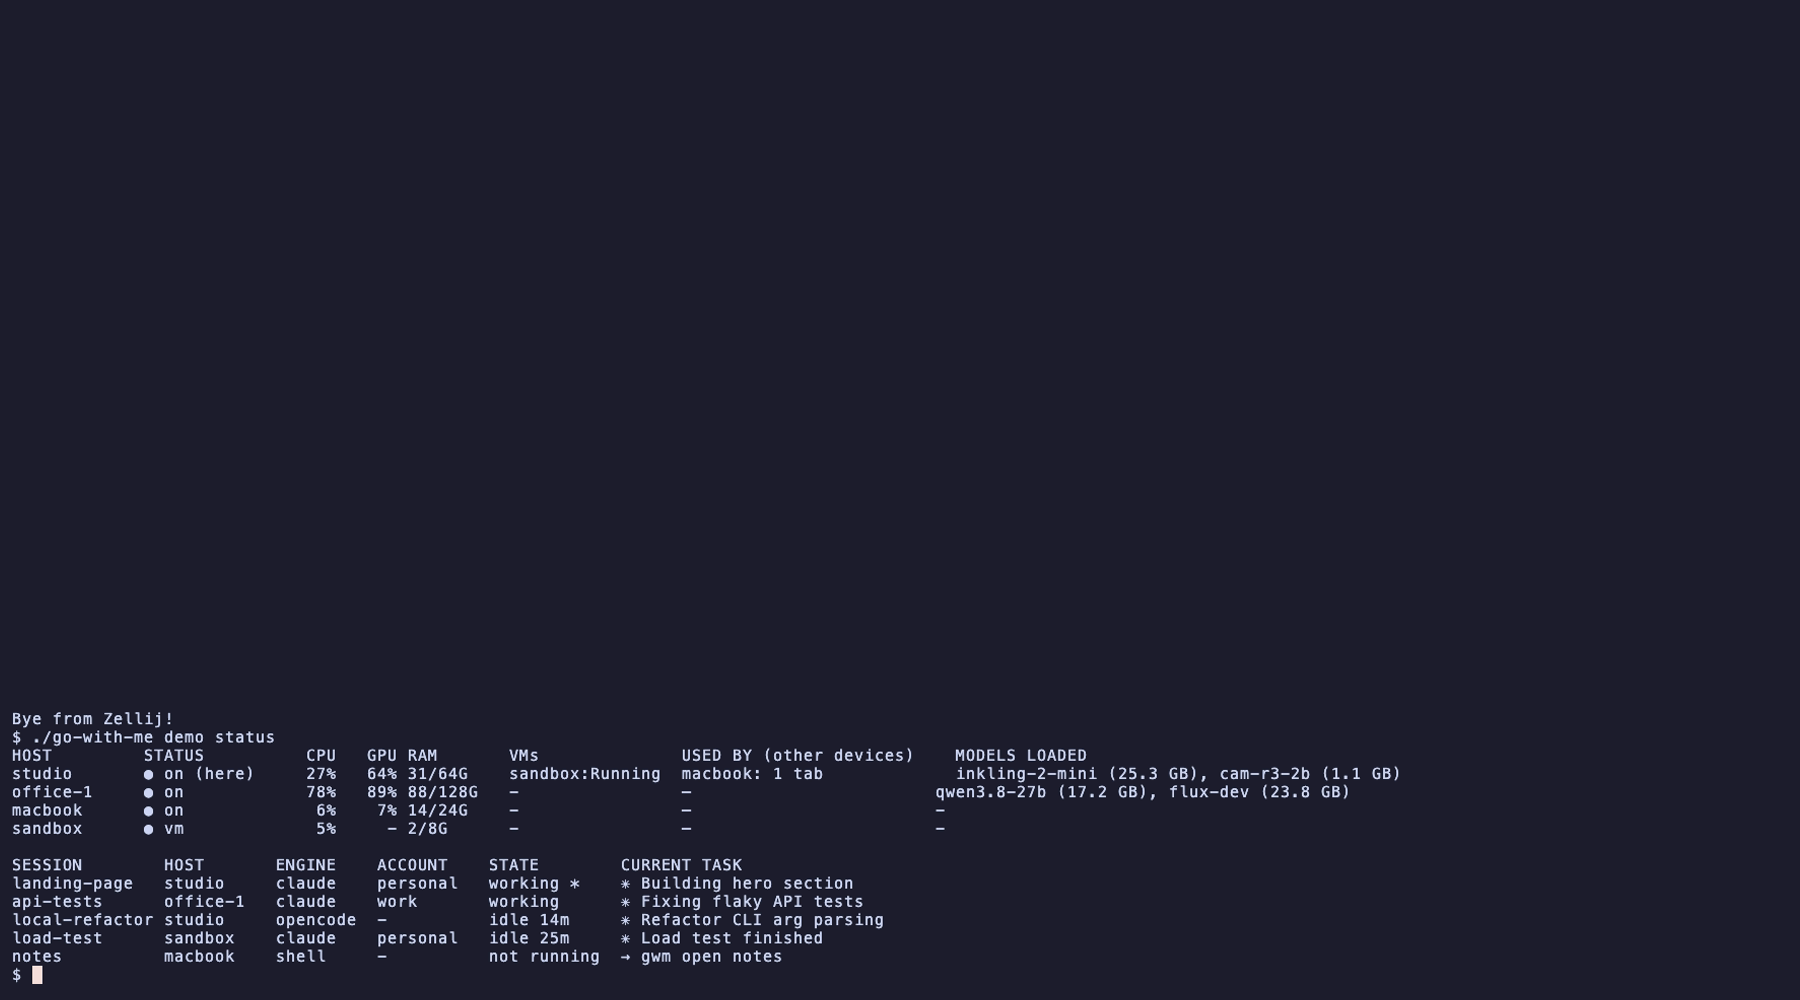 Bye from Zellij!
$ ./go-with-me demo status
HOST         STATUS          CPU   GPU RAM       VMs              USED BY (other devices)    MODELS LOADED
studio       ● on (here)     27%   64% 31/64G    sandbox:Running  macbook: 1 tab             inkling-2-mini (25.3 GB), cam-r3-2b (1.1 GB)
office-1     ● on            78%   89% 88/128G   –                –                        qwen3.8-27b (17.2 GB), flux-dev (23.8 GB)
macbook      ● on             6%    7% 14/24G    –                –                        –
sandbox      ● vm             5%     – 2/8G      –                –                        –

SESSION        HOST       ENGINE    ACCOUNT    STATE        CURRENT TASK
landing-page   studio     claude    personal   working *    ✳ Building hero section
api-tests      office-1   claude    work       working      ✳ Fixing flaky API tests
local-refactor studio     opencode  –          idle 14m     ✳ Refactor CLI arg parsing
load-test      sandbox    claude    personal   idle 25m     ✳ Load test finished
notes          macbook    shell     –          not running  → gwm open notes
$